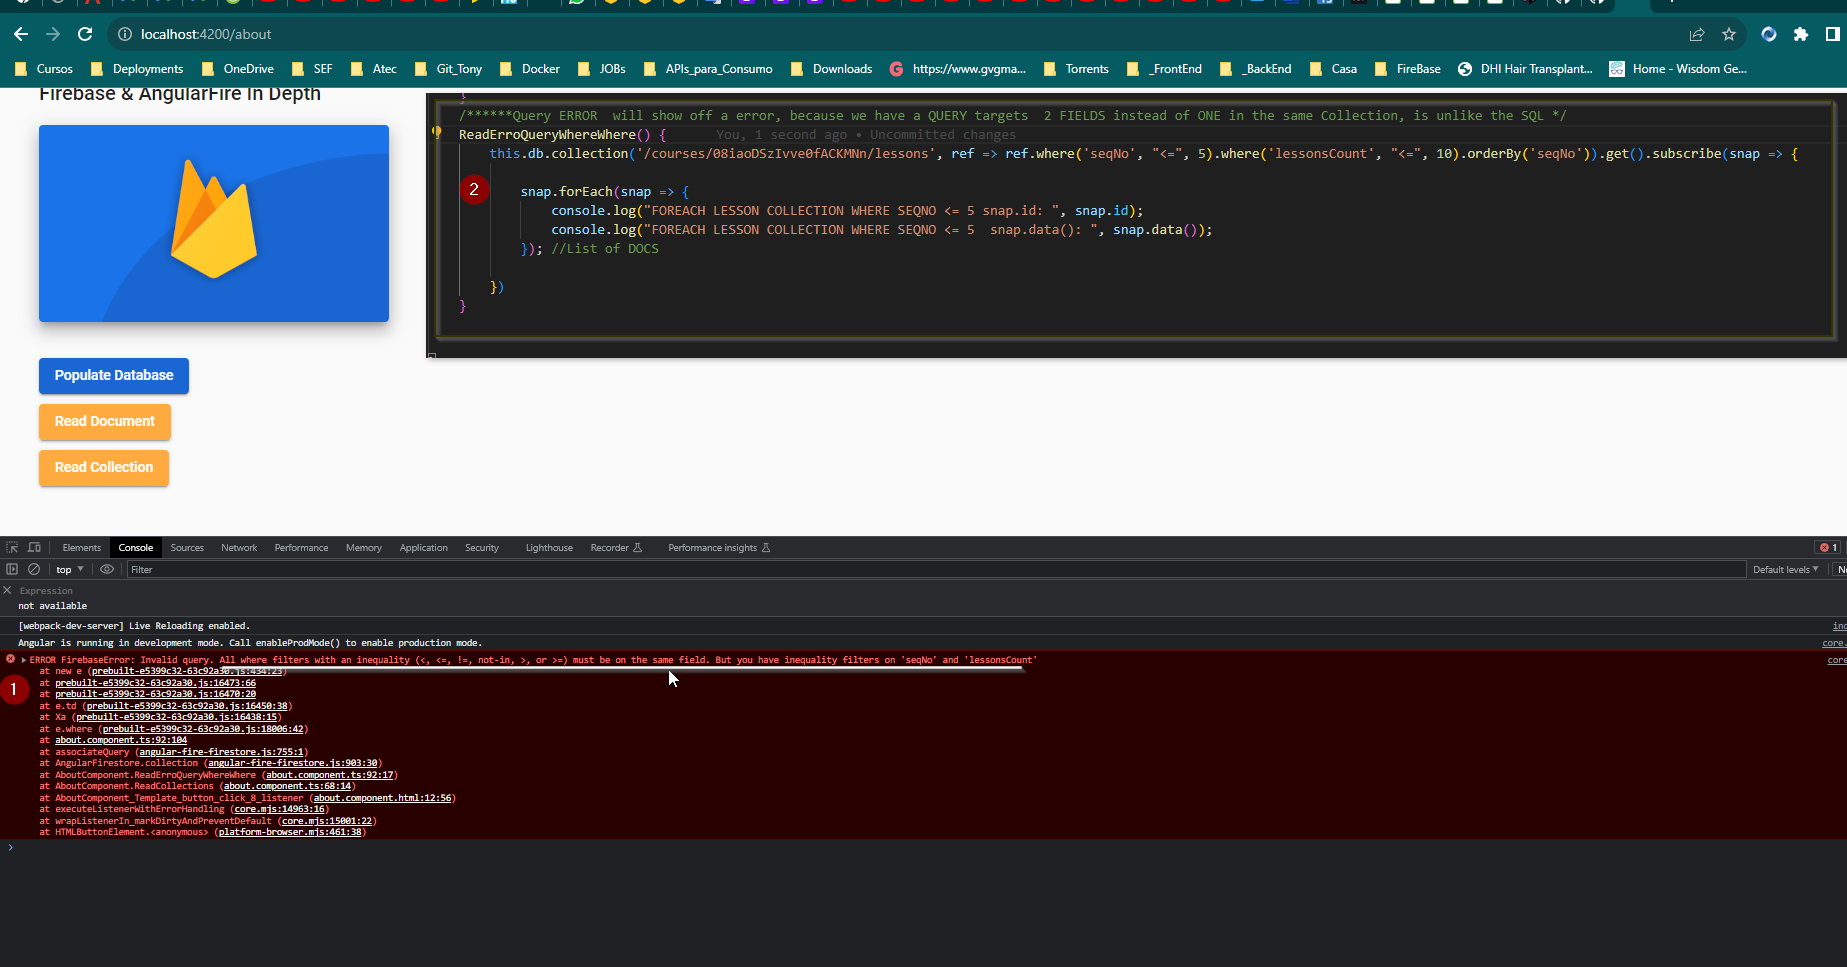 localhost:4200/about
Cursos Deployments OneDrive SEF Atec Git_Tony Docker JOBs APIs_para_Consumo Downloads https://www.gvgma... Torrents _FrontEnd _BackEnd Casa FireBase DHI Hair Transplant... Home - Wisdom Ge...
Firebase & AngularFire In Depth
}
/******Query ERROR  will show off a error, because we have a QUERY targets  2 FIELDS instead of ONE in the same Collection, is unlike the SQL */
ReadErroQueryWhereWhere() {      You, 1 second ago • Uncommitted changes
this.db.collection('/courses/08iaoDSzIvve0fACKMNn/lessons', ref => ref.where('seqNo', "<=", 5).where('lessonsCount', "<=", 10).orderBy('seqNo')).get().subscribe(snap => {
2 snap.forEach(snap => {
console.log("FOREACH LESSON COLLECTION WHERE SEQNO <= 5 snap.id: ", snap.id);
console.log("FOREACH LESSON COLLECTION WHERE SEQNO <= 5  snap.data(): ", snap.data());
}); //List of DOCS
})
}
Populate Database
Read Document
Read Collection
Elements Console Sources Network Performance Memory Application Security Lighthouse Recorder Performance insights 1
top Filter Default levels
Expression
not available
[webpack-dev-server] Live Reloading enabled.
Angular is running in development mode. Call enableProdMode() to enable production mode. core.
ERROR FirebaseError: Invalid query. All where filters with an inequality (<, <=, !=, not-in, >, or >=) must be on the same field. But you have inequality filters on 'seqNo' and 'lessonsCount' core
at new e (prebuilt-e5399c32-63c92a30.js:434:23)
at prebuilt-e5399c32-63c92a30.js:16473:66
1
at prebuilt-e5399c32-63c92a30.js:16470:20
at e.td (prebuilt-e5399c32-63c92a30.js:16450:38)
at Xa (prebuilt-e5399c32-63c92a30.js:16438:15)
at e.where (prebuilt-e5399c32-63c92a30.js:18006:42)
at about.component.ts:92:104
at associateQuery (angular-fire-firestore.js:755:1)
at AngularFirestore.collection (angular-fire-firestore.js:903:30)
at AboutComponent.ReadErroQueryWhereWhere (about.component.ts:92:17)
at AboutComponent.ReadCollections (about.component.ts:68:14)
at AboutComponent_Template_button_click_8_listener (about.component.html:12:56)
at executeListenerWithErrorHandling (core.mjs:14963:16)
at wrapListenerIn_markDirtyAndPreventDefault (core.mjs:15001:22)
at HTMLButtonElement.<anonymous> (platform-browser.mjs:461:38)